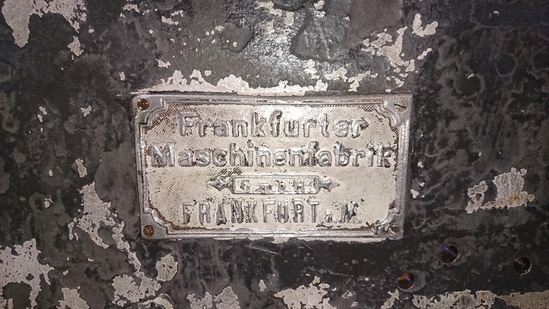 Frankfurter
Maschinenfabrik
G.m.b.H.
FRANKFURT a. M.